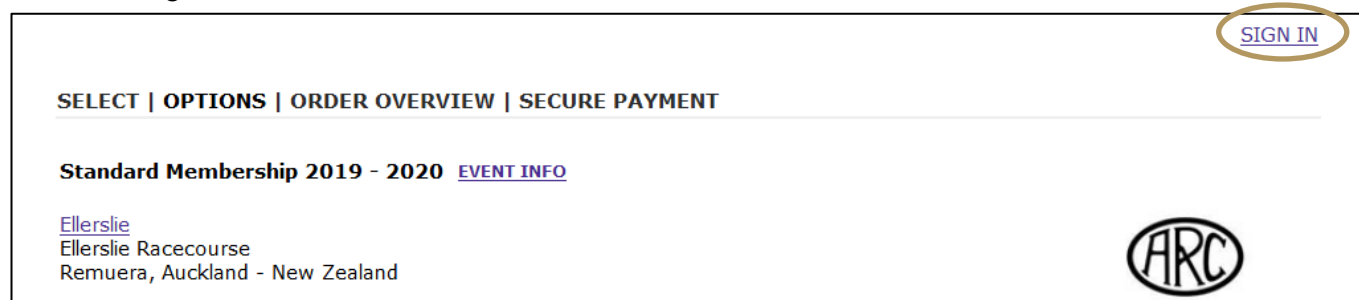 SIGN IN
SELECT | OPTIONS | ORDER OVERVIEW | SECURE PAYMENT
Standard Membership 2019 - 2020 EVENT INFO
Ellerslie
Ellerslie Racecourse
Remuera, Auckland - New Zealand
ARC